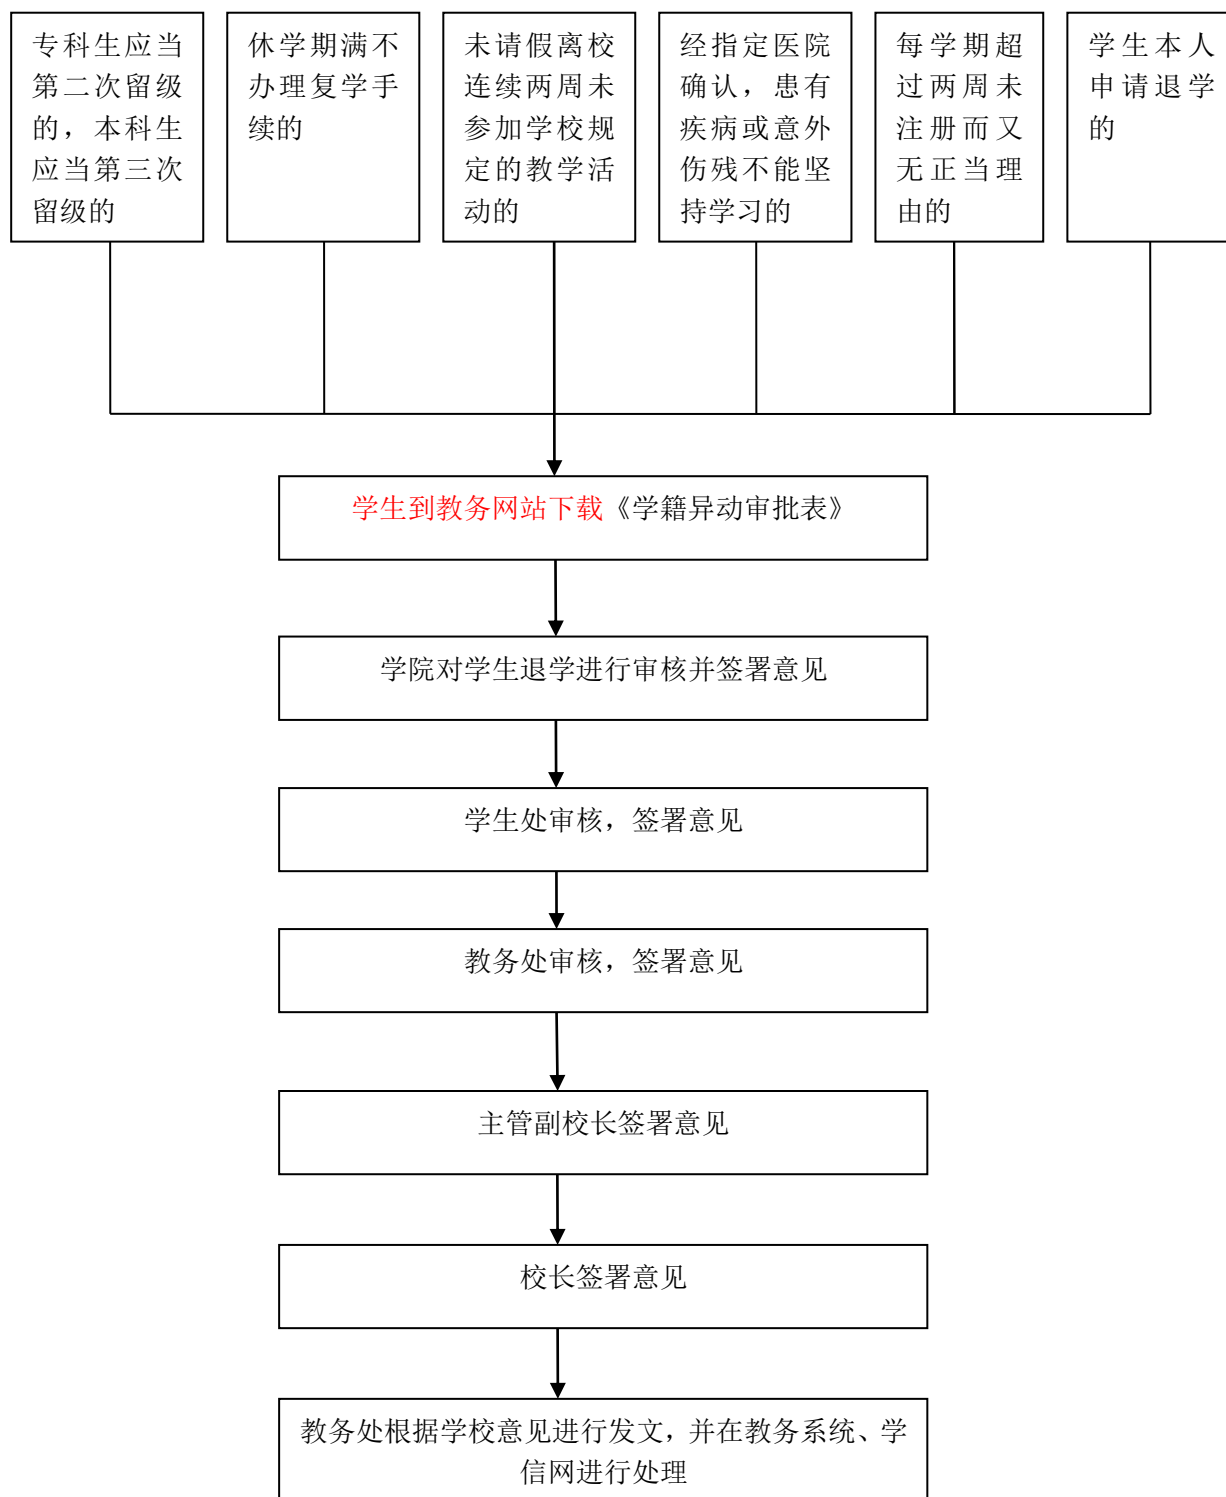 专科生应当
第二次留级
的，本科生
应当第三次
留级的
休学期满不
办理复学手
续的
未请假离校
连续两周未
参加学校规
定的教学活
动的
经指定医院
确认，患有
疾病或意外
伤残不能坚
持学习的
每学期超
过两周未
注册而又
无正当理
由的
学生本人
申请退学
的
学生到教务网站下载《学籍异动审批表》
学院对学生退学进行审核并签署意见
学生处审核，签署意见
教务处审核，签署意见
主管副校长签署意见
校长签署意见
教务处根据学校意见进行发文，并在教务系统、学
信网进行处理